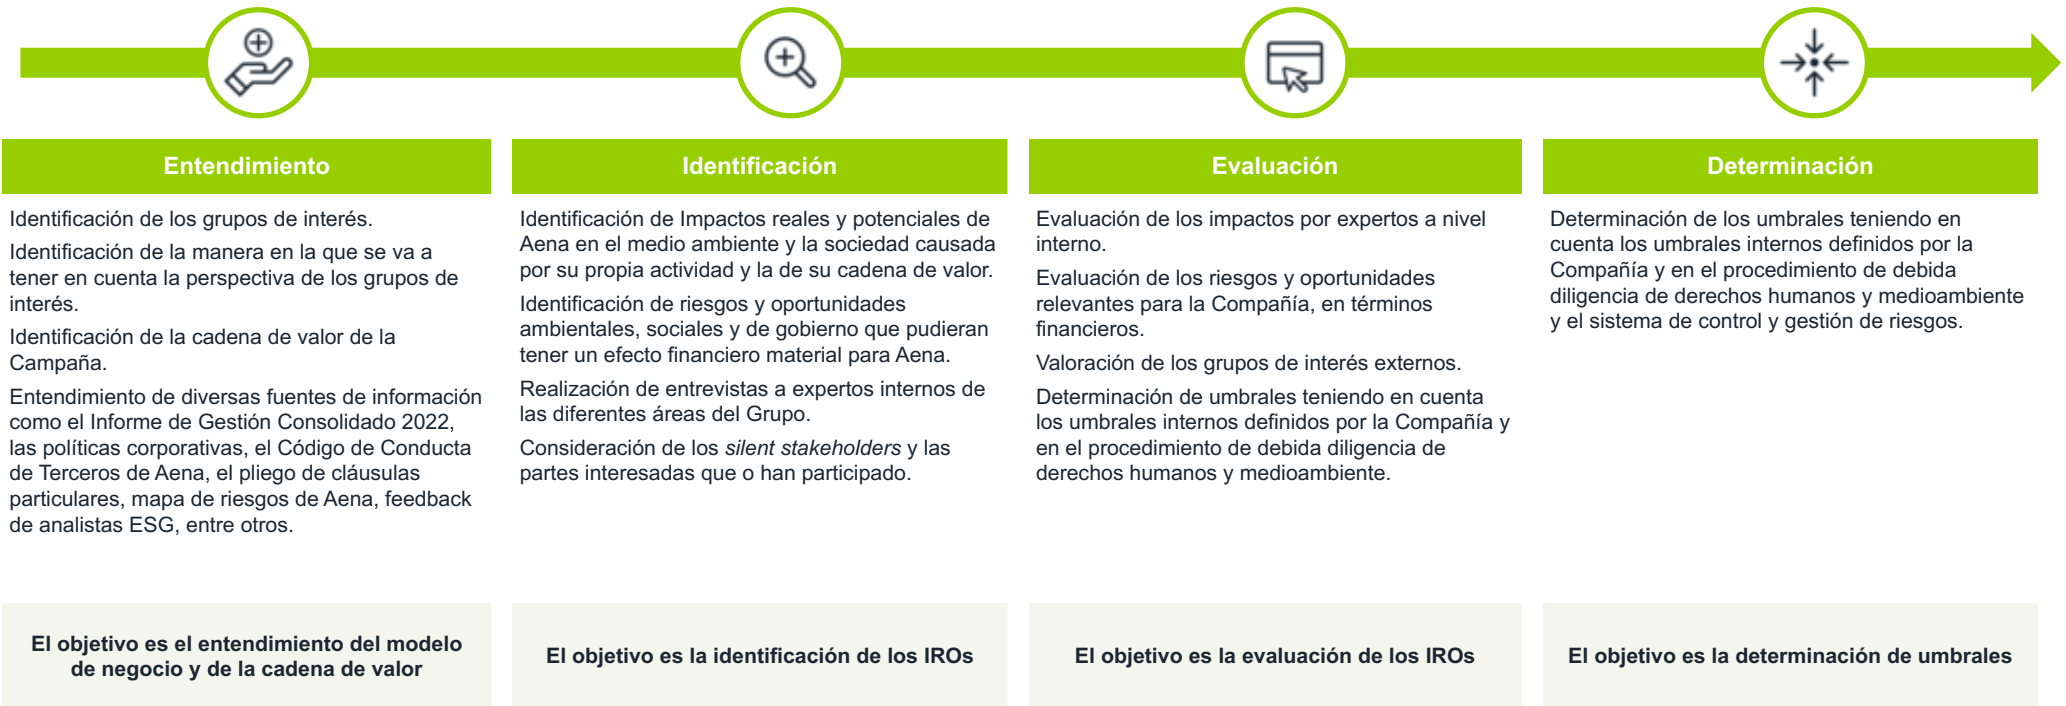 Entendimiento
Identificación de los grupos de interés.
Identificación de la manera en la que se va a
tener en cuenta la perspectiva de los grupos de
interés.
Identificación de la cadena de valor de la
Campaña.
Entendimiento de diversas fuentes de información
como el Informe de Gestión Consolidado 2022,
las políticas corporativas, el Código de Conducta
de Terceros de Aena, el pliego de cláusulas
particulares, mapa de riesgos de Aena, feedback
de analistas ESG, entre otros.
El objetivo es el entendimiento del modelo
de negocio y de la cadena de valor
Identificación
Identificación de Impactos reales y potenciales de
Aena en el medio ambiente y la sociedad causada
por su propia actividad y la de su cadena de valor.
Identificación de riesgos y oportunidades
ambientales, sociales y de gobierno que pudieran
tener un efecto financiero material para Aena.
Realización de entrevistas a expertos internos de
las diferentes áreas del Grupo.
Consideración de los silent stakeholders y las
partes interesadas que o han participado.
El objetivo es la identificación de los IROs
Evaluación
Evaluación de los impactos por expertos a nivel
interno.
Evaluación de los riesgos y oportunidades
relevantes para la Compañía, en términos
financieros.
Valoración de los grupos de interés externos.
Determinación de umbrales teniendo en cuenta
los umbrales internos definidos por la Compañía y
en el procedimiento de debida diligencia de
derechos humanos y medioambiente.
El objetivo es la evaluación de los IROs
Determinación
Determinación de los umbrales teniendo en
cuenta los umbrales internos definidos por la
Compañía y en el procedimiento de debida
diligencia de derechos humanos y medioambiente
y el sistema de control y gestión de riesgos.
El objetivo es la determinación de umbrales